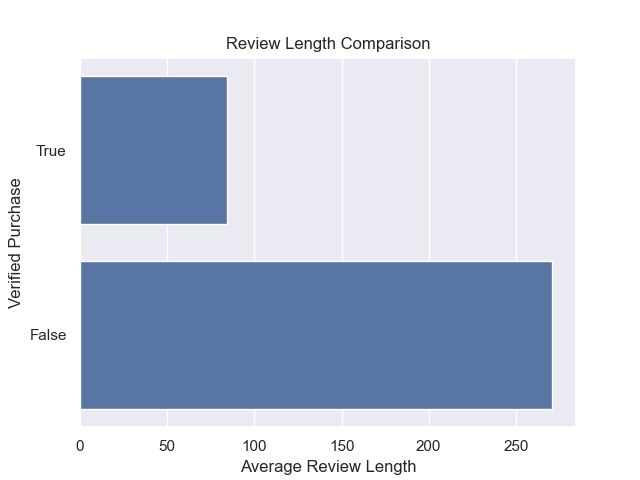 Review Length Comparison
Verified Purchase
True
False
0 50 100 150 200 250
Average Review Length